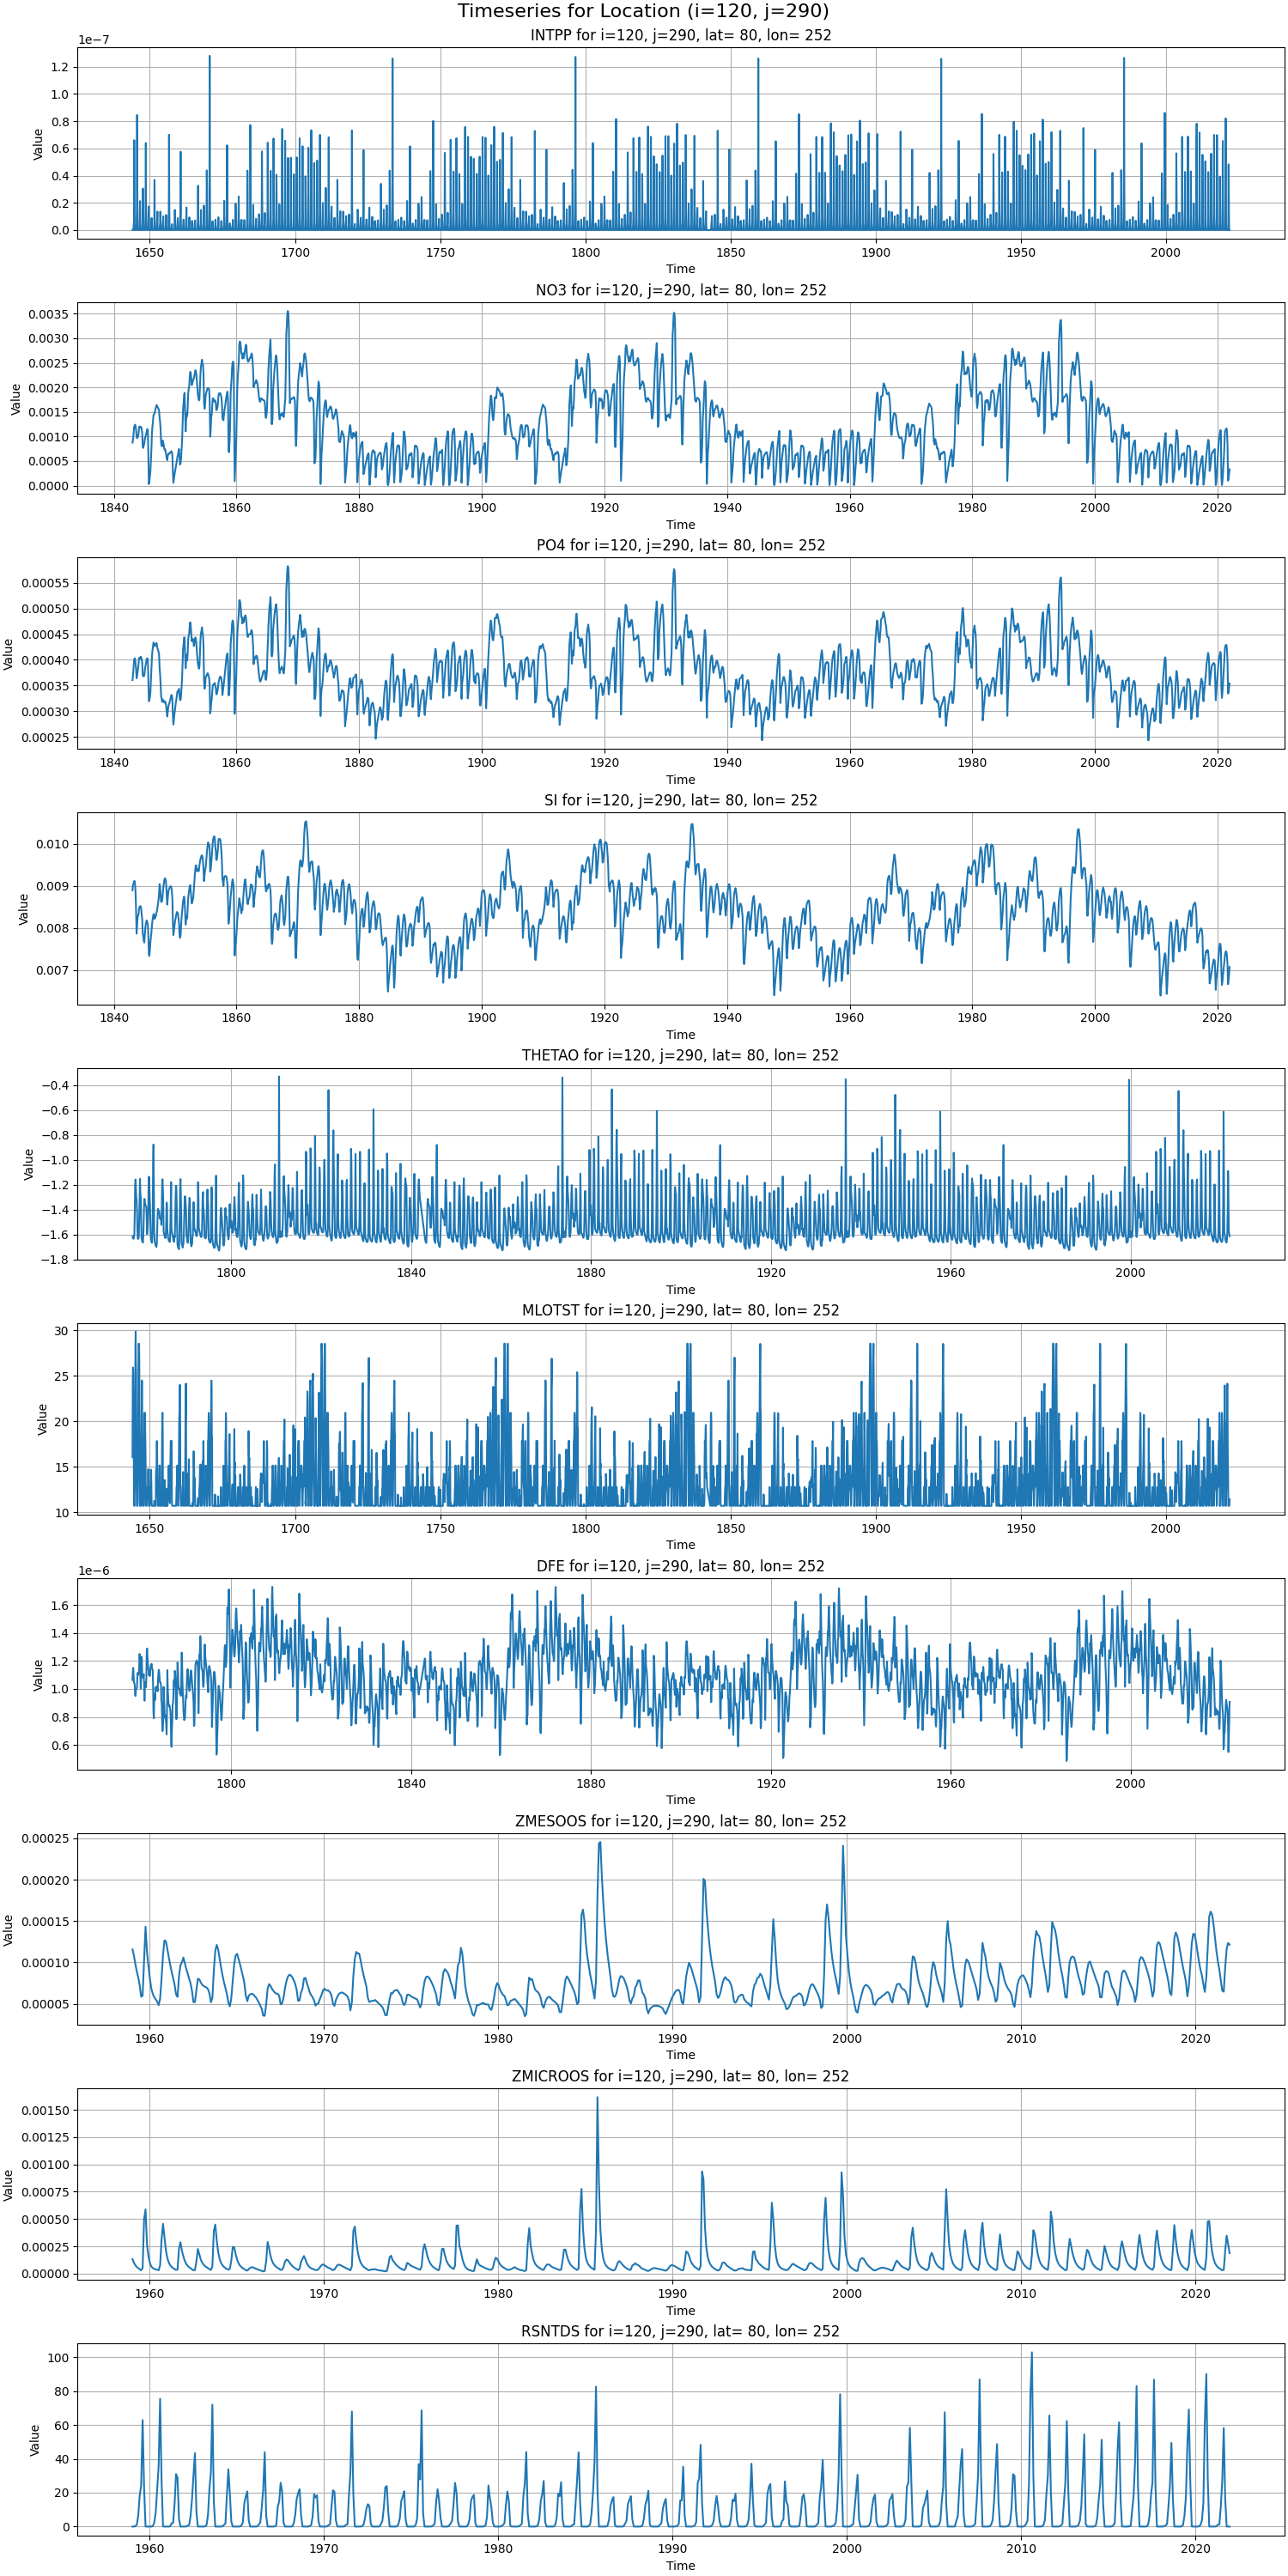 Timeseries for Location (i=120, j=290)
INTPP for i=120, j=290, lat= 80, lon= 252
1e−7
1.2
1.0
0.8
0.6
0.4
0.2
0.0
Value
1650 1700 1750 1800 1850 1900 1950 2000
Time
NO3 for i=120, j=290, lat= 80, lon= 252
0.0035
0.0030
0.0025
0.0020
0.0015
0.0010
0.0005
0.0000
Value
1840 1860 1880 1900 1920 1940 1960 1980 2000 2020
Time
PO4 for i=120, j=290, lat= 80, lon= 252
0.00055
0.00050
0.00045
0.00040
0.00035
0.00030
0.00025
Value
1840 1860 1880 1900 1920 1940 1960 1980 2000 2020
Time
SI for i=120, j=290, lat= 80, lon= 252
0.010
0.009
0.008
0.007
Value
1840 1860 1880 1900 1920 1940 1960 1980 2000 2020
Time
THETAO for i=120, j=290, lat= 80, lon= 252
−0.4
−0.6
−0.8
−1.0
−1.2
−1.4
−1.6
−1.8
Value
1800 1840 1880 1920 1960 2000
Time
MLOTST for i=120, j=290, lat= 80, lon= 252
30
25
20
15
10
Value
1650 1700 1750 1800 1850 1900 1950 2000
Time
DFE for i=120, j=290, lat= 80, lon= 252
1e−6
1.6
1.4
1.2
1.0
0.8
0.6
Value
1800 1840 1880 1920 1960 2000
Time
ZMESOOS for i=120, j=290, lat= 80, lon= 252
0.00025
0.00020
0.00015
0.00010
0.00005
Value
1960 1970 1980 1990 2000 2010 2020
Time
ZMICROOS for i=120, j=290, lat= 80, lon= 252
0.00150
0.00125
0.00100
0.00075
0.00050
0.00025
0.00000
Value
1960 1970 1980 1990 2000 2010 2020
Time
RSNTDS for i=120, j=290, lat= 80, lon= 252
100
80
60
40
20
0
Value
1960 1970 1980 1990 2000 2010 2020
Time